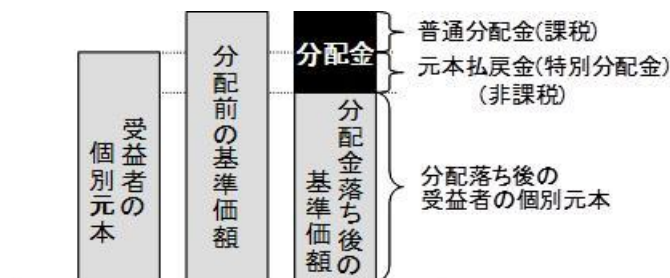 受益者の
個別元本
分配前の基準価額
分配金
分配金落ち後の
基準価額
普通分配金(課税)
元本払戻金(特別分配金)
(非課税)
分配落ち後の
受益者の個別元本